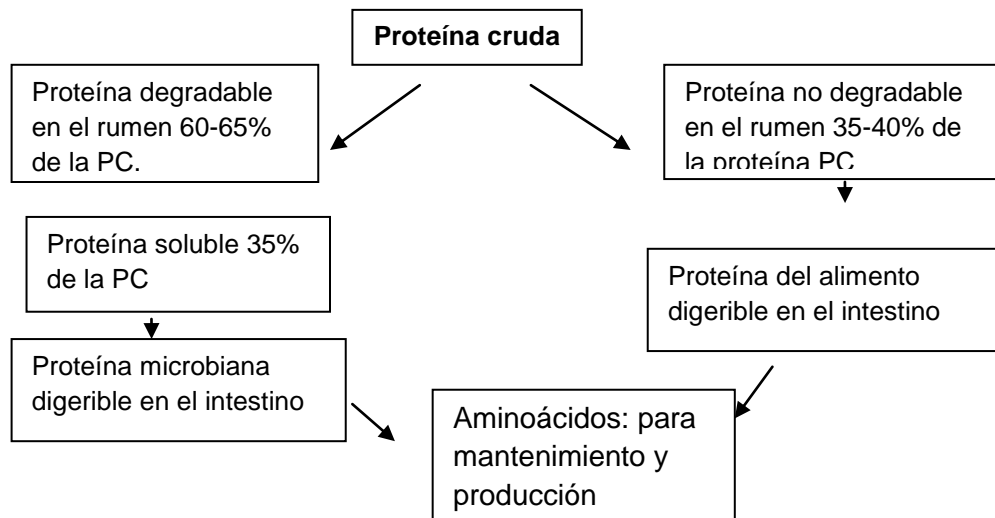 Proteína cruda
Proteína degradable
en el rumen 60-65%
de la PC.
Proteína no degradable
en el rumen 35-40% de
la proteína PC
Proteína soluble 35%
de la PC
Proteína del alimento
digerible en el intestino
Proteína microbiana
digerible en el intestino
Aminoácidos: para
mantenimiento y
producción